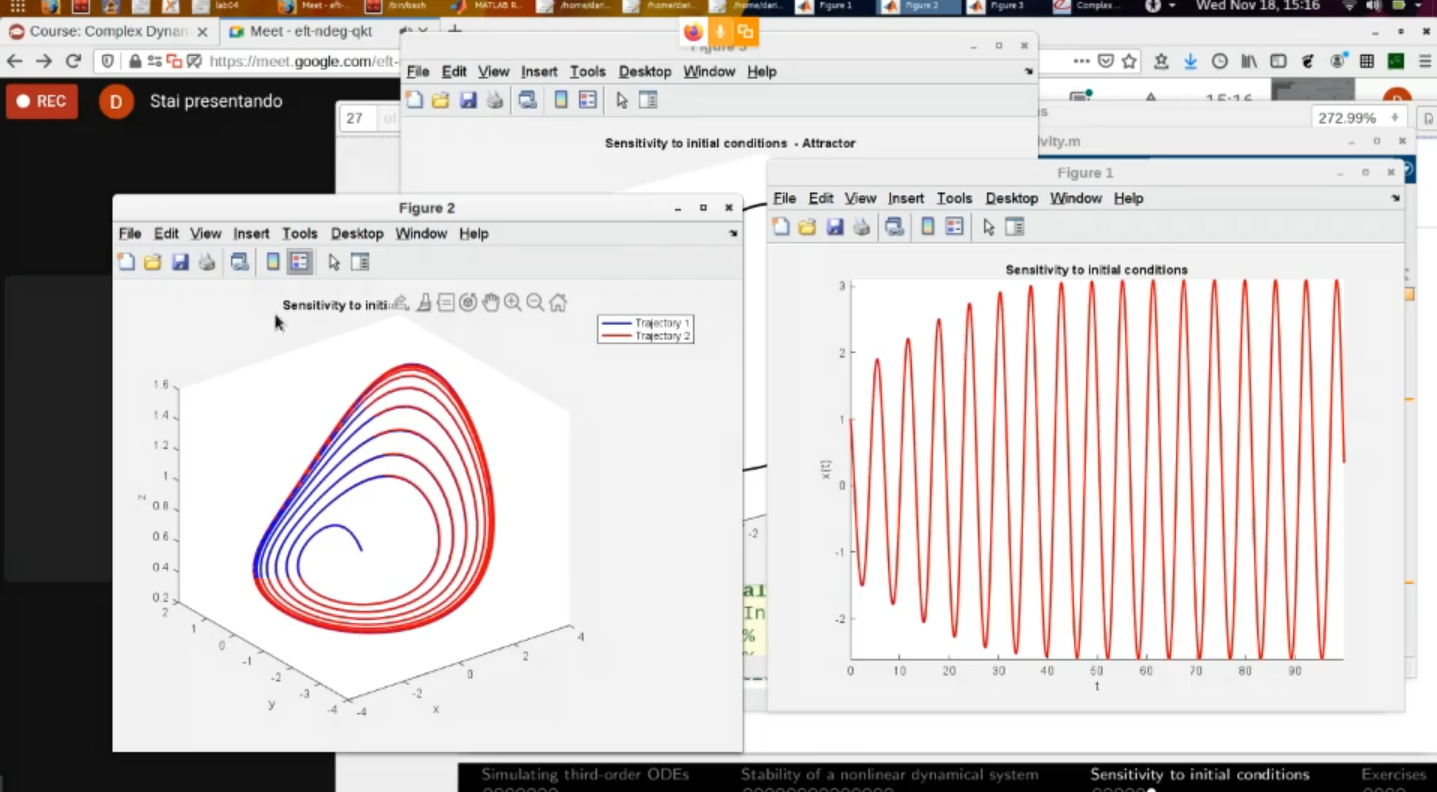 lab04
Meet - eft-
/bin/bash
MATLAB R...
/home/dari...
/home/dari...
/home/dari...
Figure 1
Figure 2
Figure 3
Complex ...
Wed Nov 18, 15:16
Course: Complex Dynan
Meet - eft-ndeg-qkt
https://meet.google.com/eft-
REC
D
Stai presentando
15:16
27
of
272.99%
ivity.m
Figure 3
File Edit View Insert Tools Desktop Window Help
Sensitivity to initial conditions - Attractor
-2
Figure 2
File Edit View Insert Tools Desktop Window Help
Sensitivity to initi
Trajectory 1
Trajectory 2
1.6
1.4
1.2
1
0.8
0.6
0.4
0.2
z
2
1
0
-1
-2
-3
-4
y
-4
-2
0
2
4
x
Figure 1
File Edit View Insert Tools Desktop Window Help
Sensitivity to initial conditions
3
2
1
0
-1
-2
x(t)
0 10 20 30 40 50 60 70 80 90
t
al
In
%
Simulating third-order ODEs
Stability of a nonlinear dynamical system
Sensitivity to initial conditions
Exercises